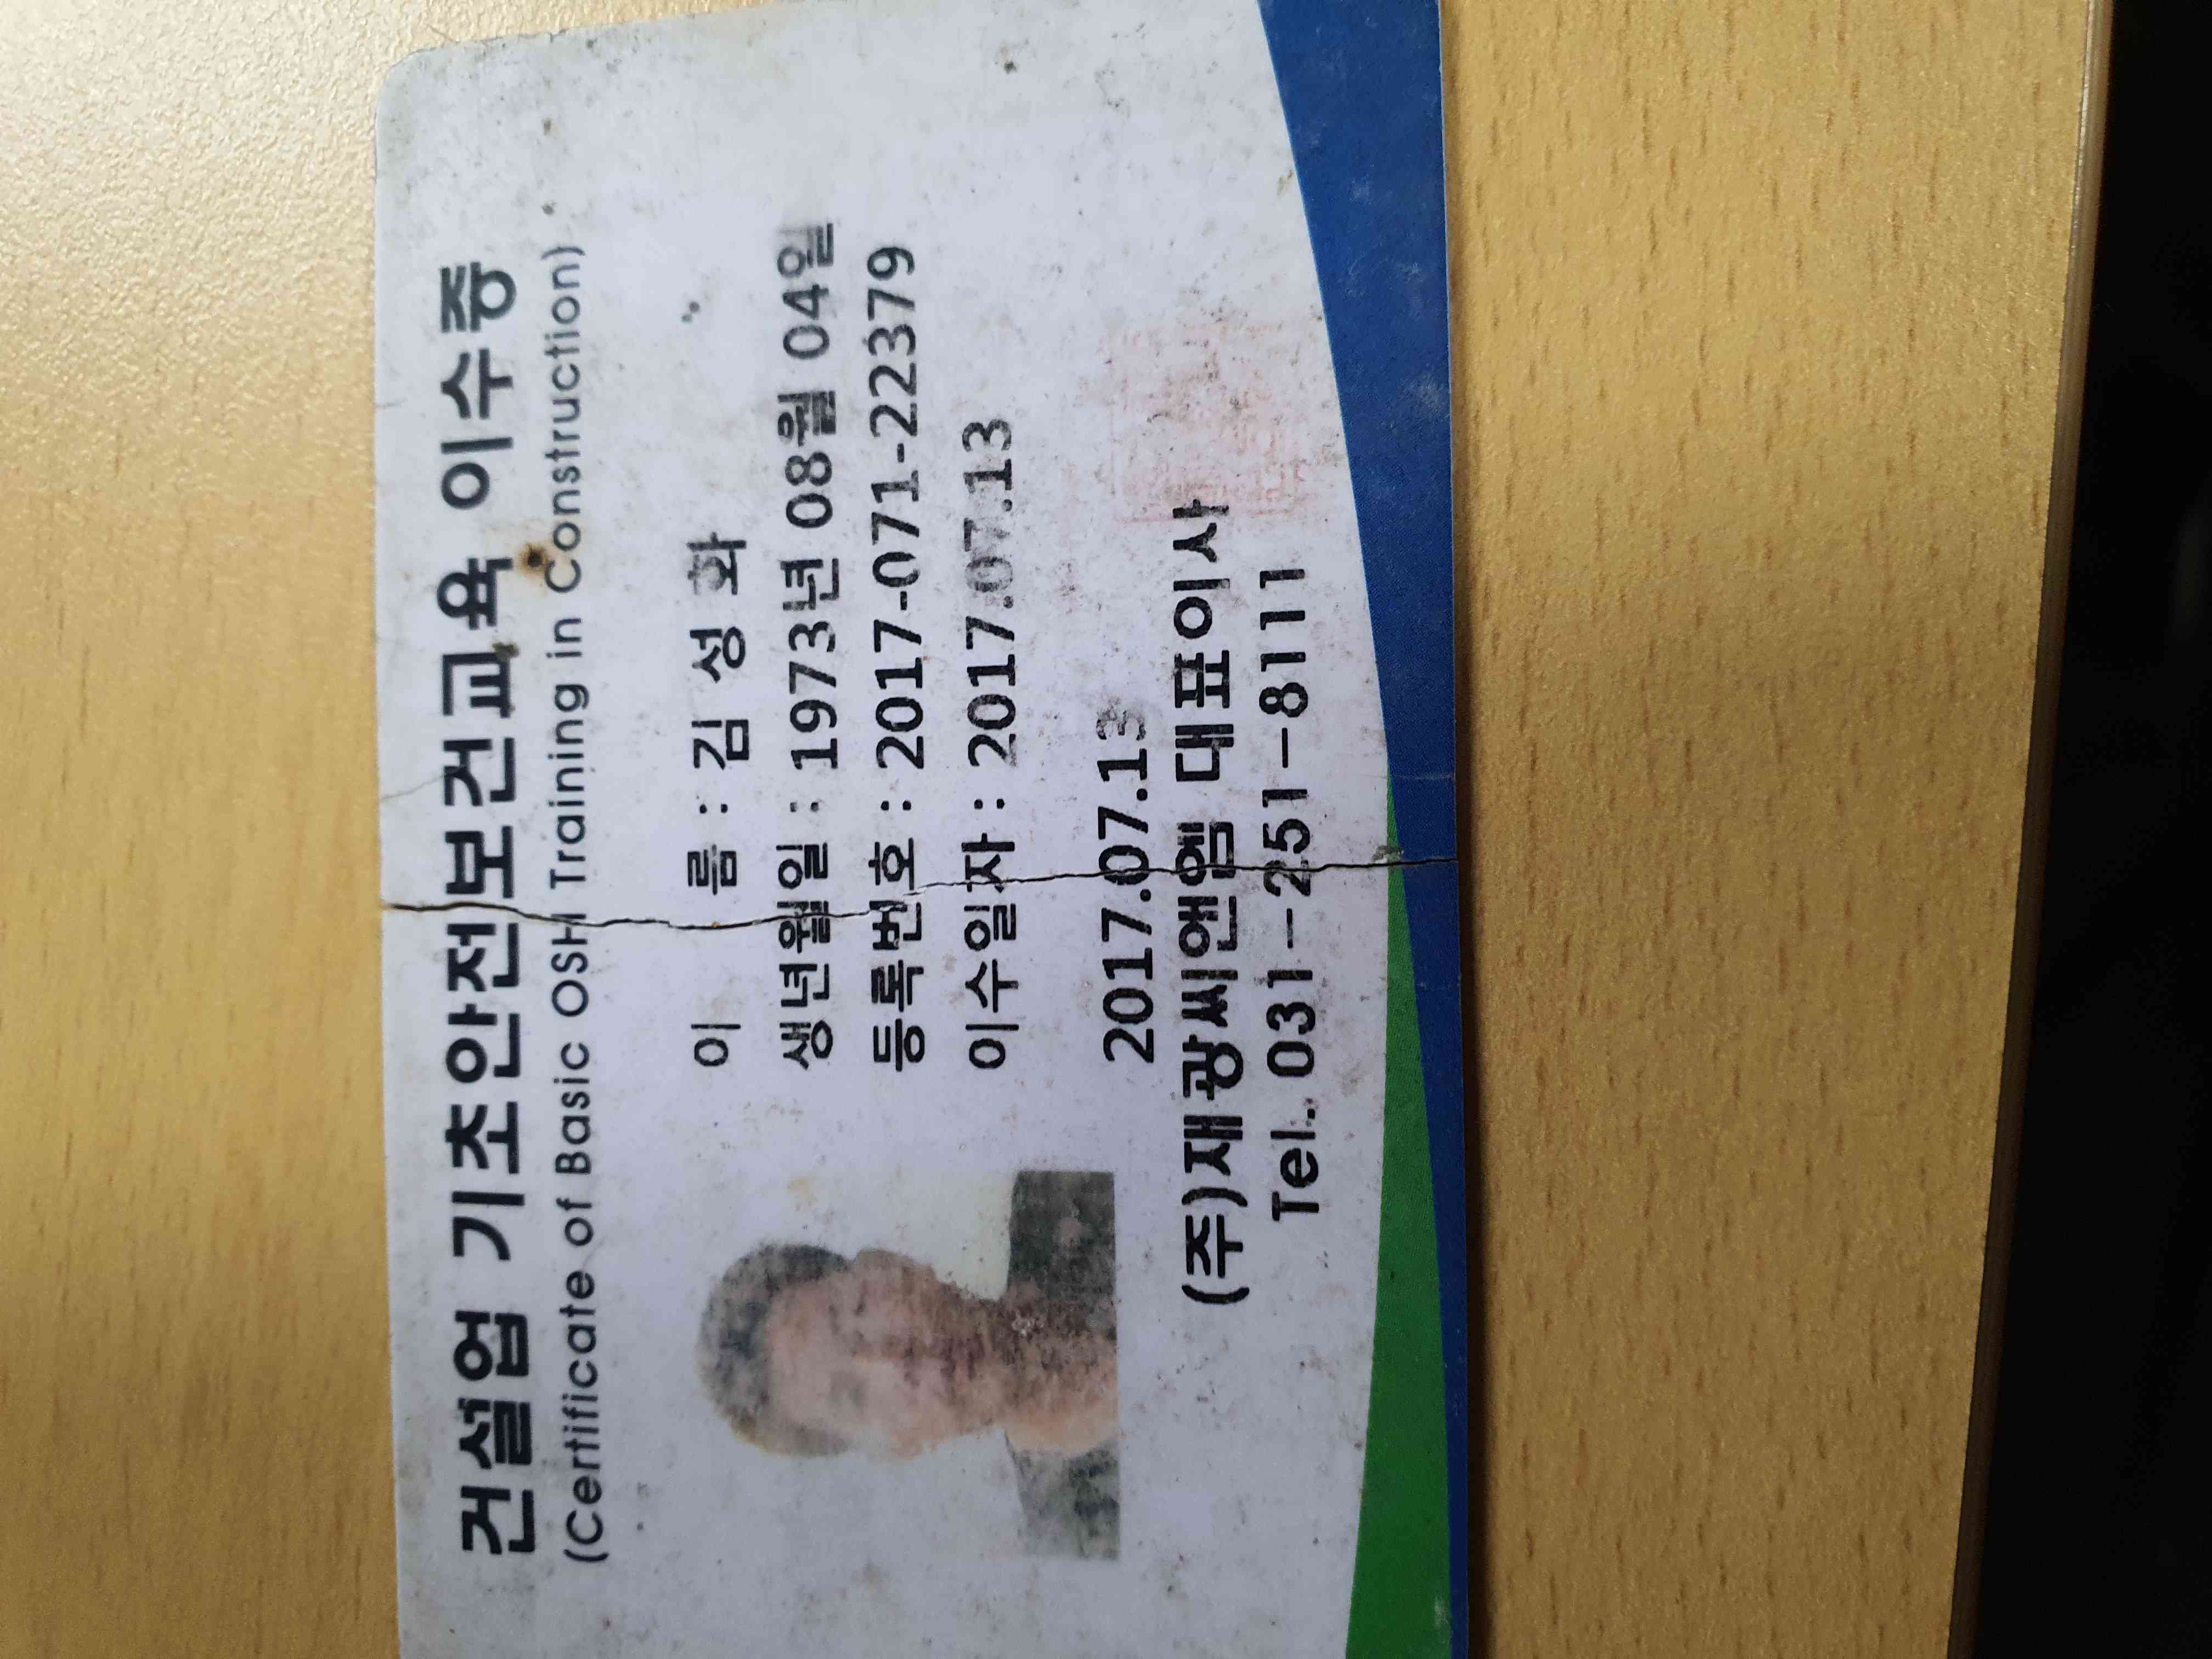 건설업 기초안전보건교육 이수증
(Certificate of Basic OSH Training in Construction)
이 름 : 김 성 화
생년월일 : 1973년 08월 04일
등록번호 : 2017-071-22379
이수일자 : 2017.07.13
2017.07.13
(주)재광씨앤엠 대표이사
Tel. 031-251-8111